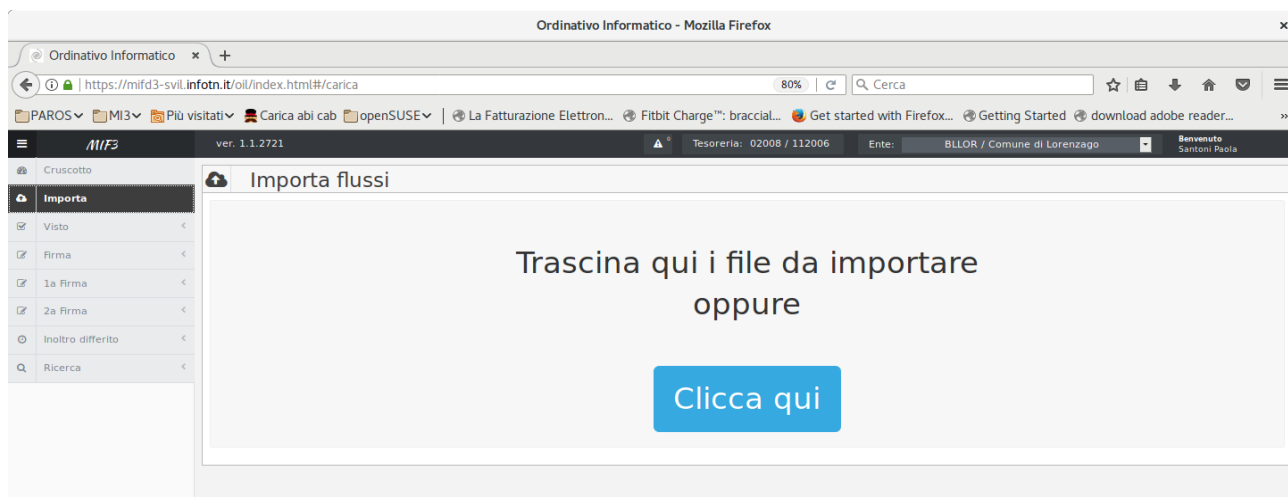 Ordinativo Informatico - Mozilla Firefox
Ordinativo Informatico
https://mifd3-svil.infotn.it/oil/index.html#/carica
80%
Cerca
PAROS MI3 Più visitati Carica abi cab openSUSE La Fatturazione Elettron... Fitbit Charge™: braccial... Get started with Firefox... Getting Started download adobe reader... »
MIF3 ver. 1.1.2721 Tesoreria: 02008 / 112006 Ente: BLLOR / Comune di Lorenzago Benvenuto
Santoni Paola
Cruscotto
Importa flussi
Importa
Visto
Firma
1a Firma
2a Firma
Inoltro differito
Ricerca
Trascina qui i file da importare
oppure
Clicca qui